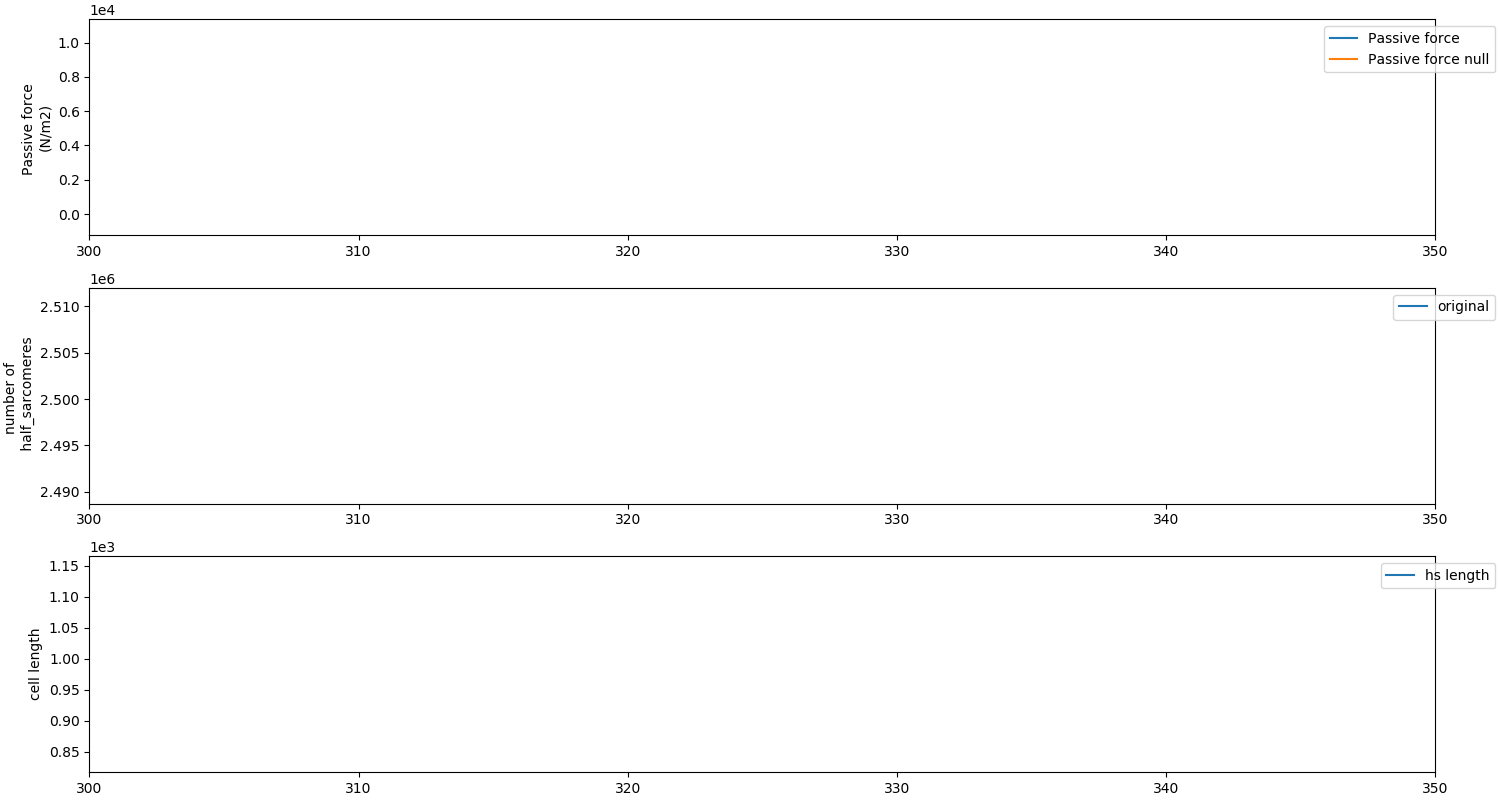 1e4
Passive force
(N/m2)
1.0
0.8
0.6
0.4
0.2
0.0
300 310 320 330 340 350
Passive force
Passive force null
1e6
number of
half_sarcomeres
2.510
2.505
2.500
2.495
2.490
300 310 320 330 340 350
original
1e3
cell length
1.15
1.10
1.05
1.00
0.95
0.90
0.85
300 310 320 330 340 350
hs length